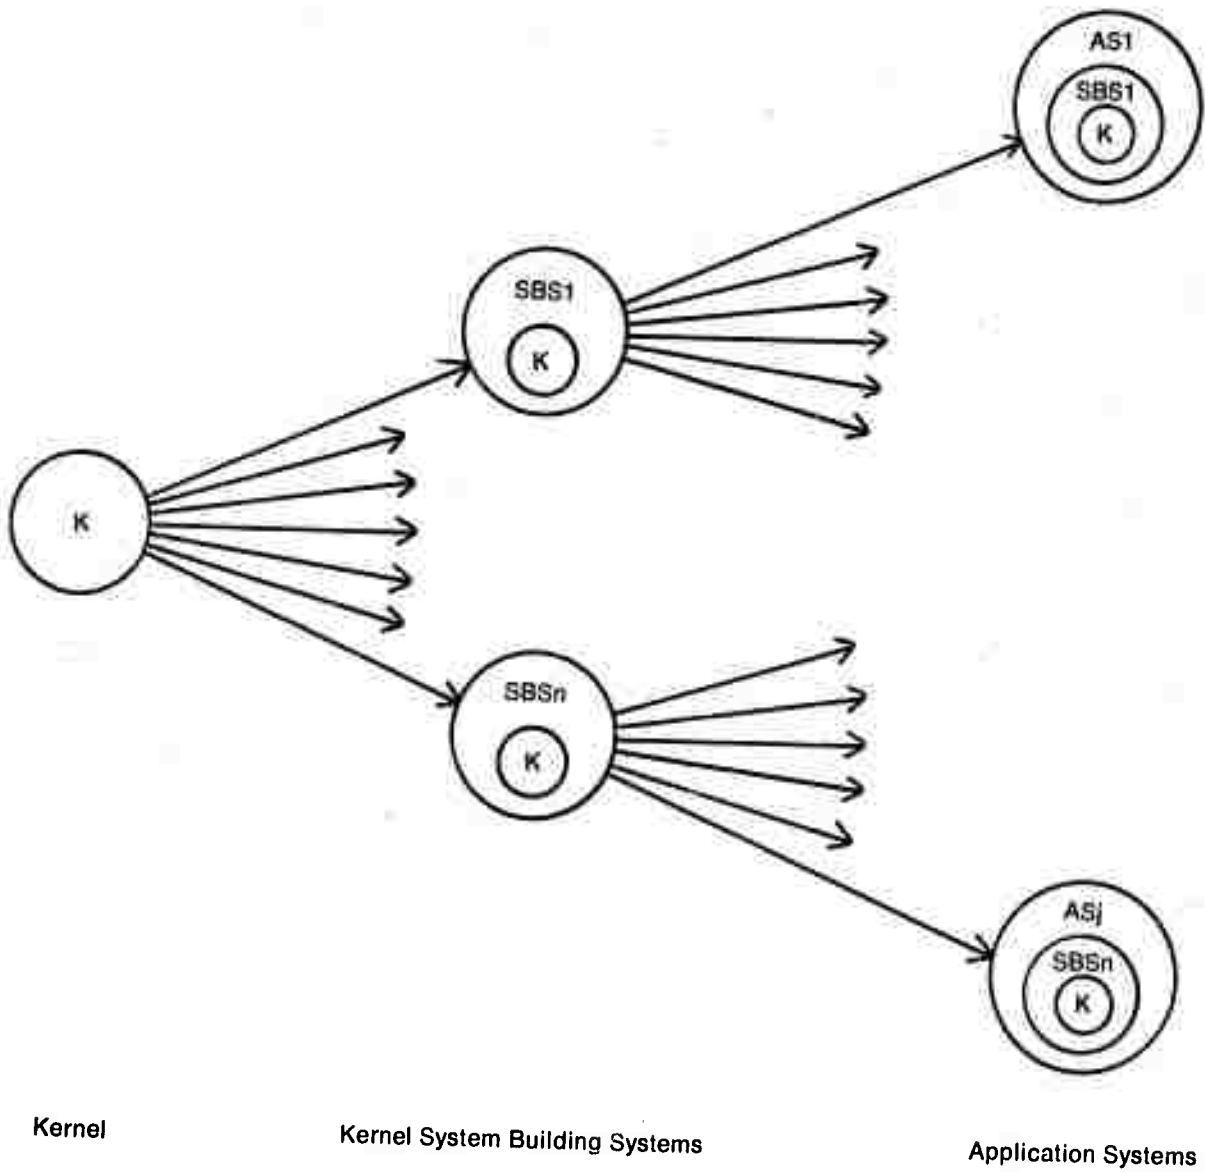 AS1
SBS1
K
SBS1
K
K
SBSn
K
ASj
SBSn
K
Kernel
Kernel System Building Systems
Application Systems